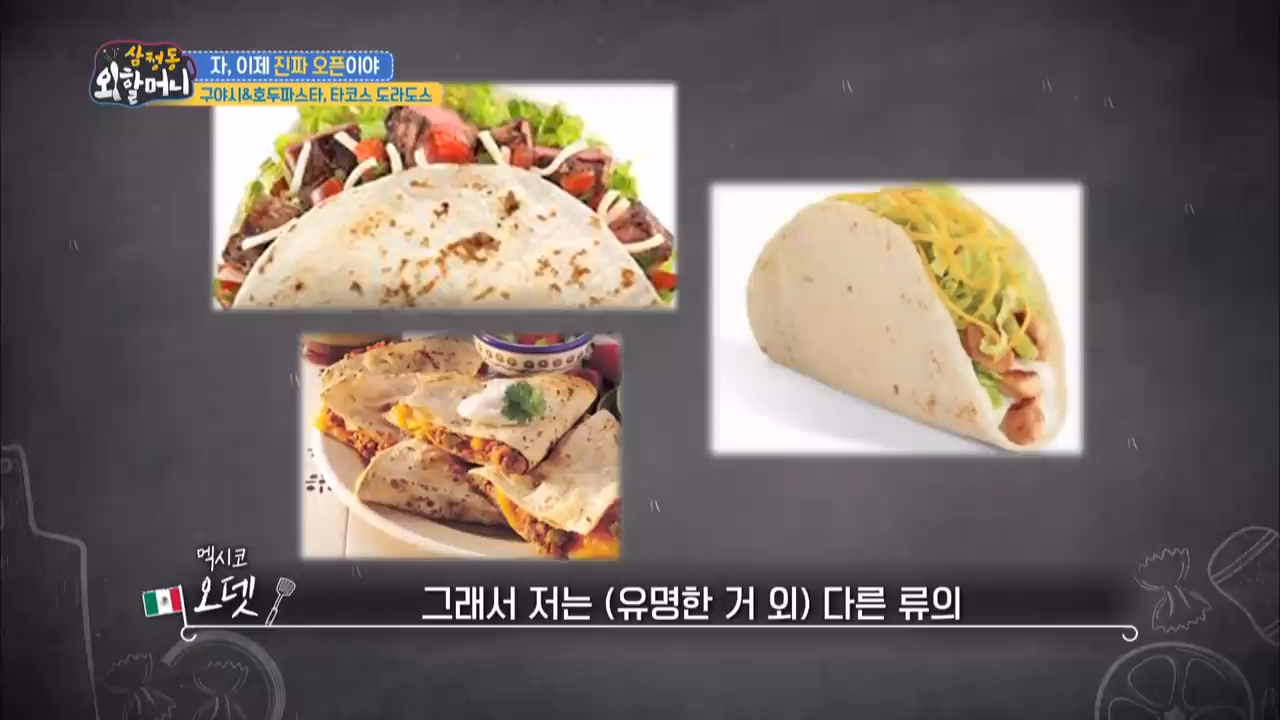 삼청동
외할머니
자, 이제 진짜 오픈이야
구야시&호두파스타, 타코스 도라도스
멕시코
오뎃
그래서 저는 (유명한 거 외) 다른 류의